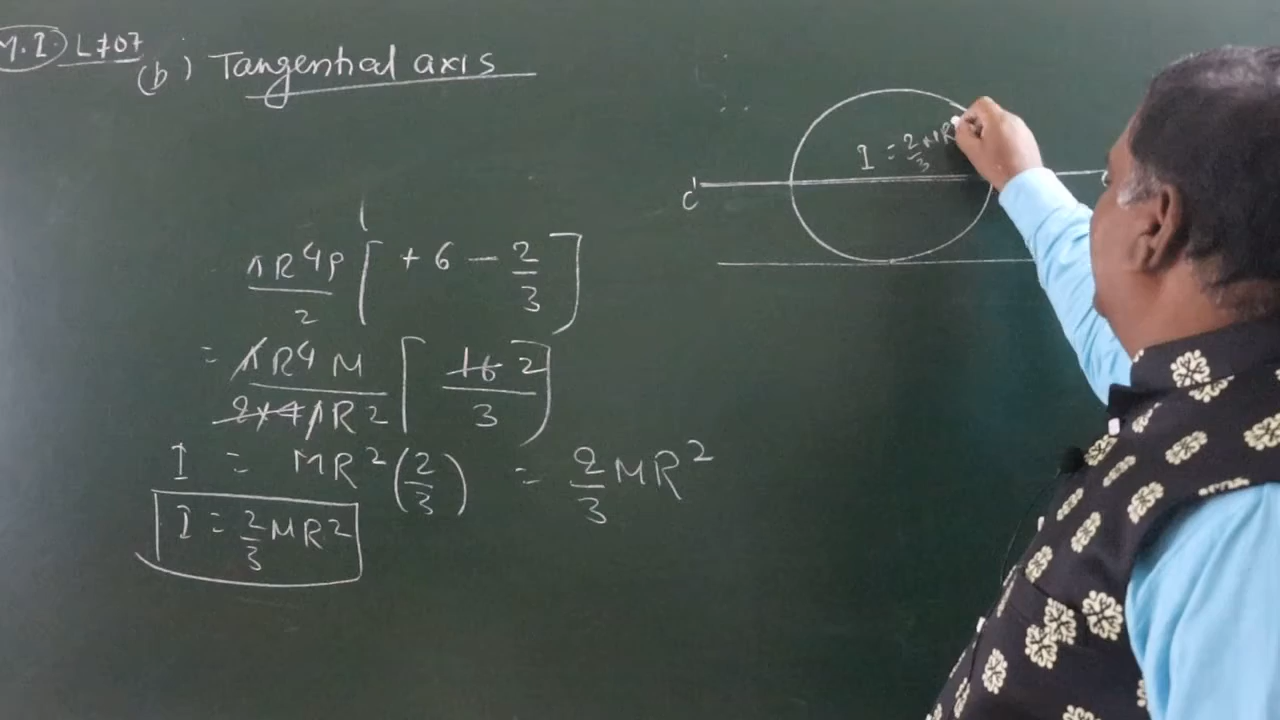 M.I. L#07
(b) Tangential axis
πR4ρ/2 [ + 6 - 2/3 ]
= πR4 M/2×4πR2 [ 16 2/3 ]
I = MR²(2/3) = 2/3 MR²
I = 2/3 MR²
I = 2/3 MR
c'